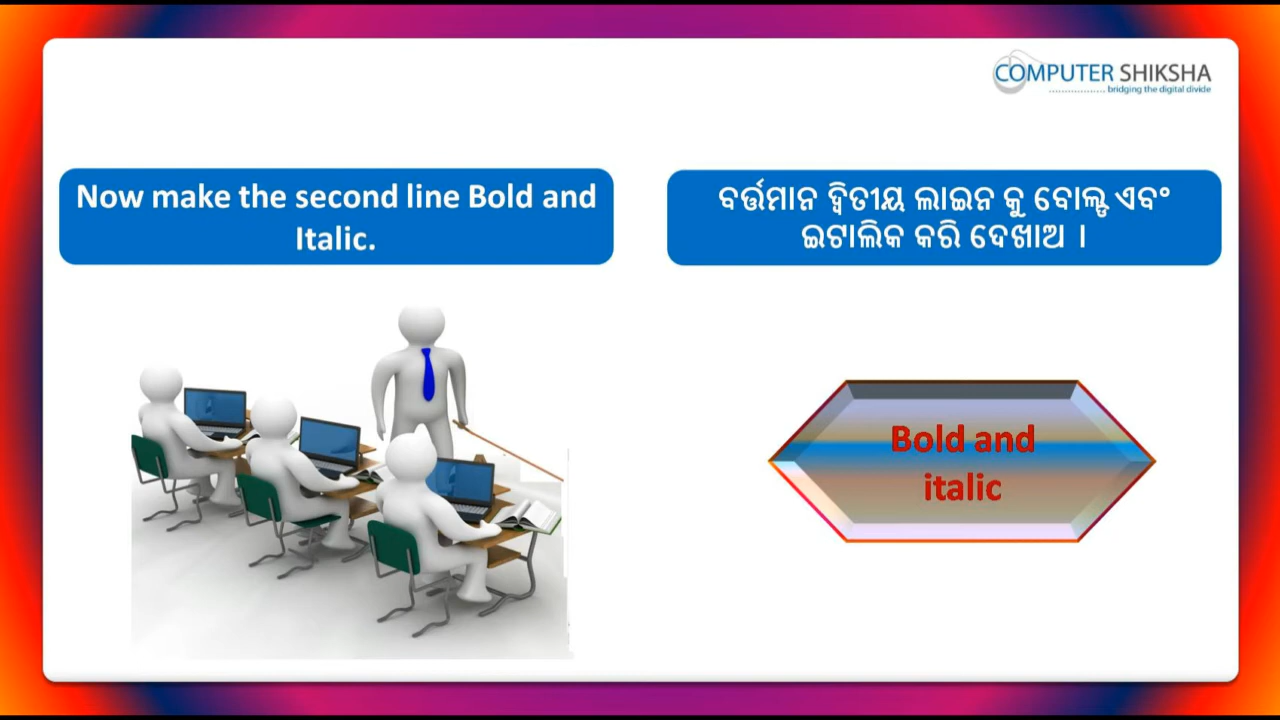 COMPUTER SHIKSHA
bridging the digital divide
Now make the second line Bold and
Italic.
ବର୍ତ୍ତମାନ ଦ୍ଵିତୀୟ ଲାଇନ କୁ ବୋଲ୍ଡ ଏବଂ
ଇଟାଲିକ କରି ଦେଖାଅ ।
Bold and
italic